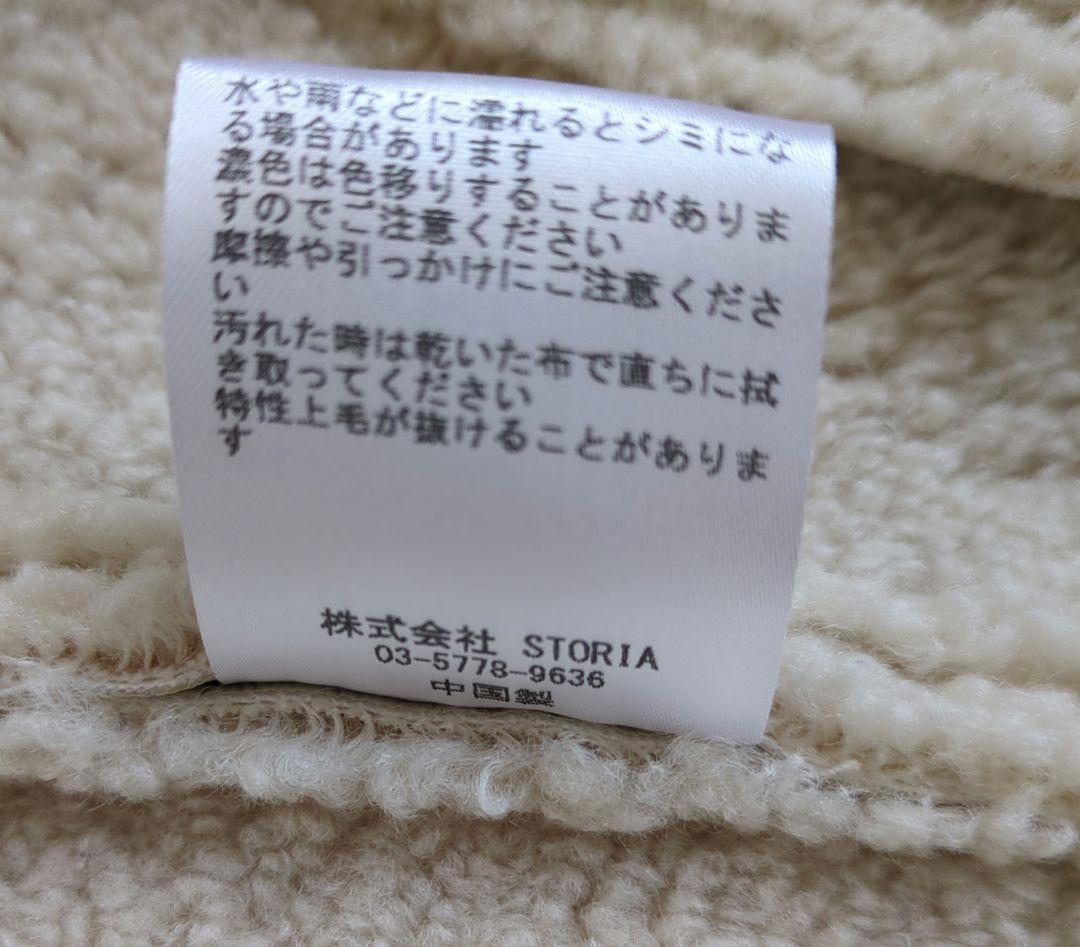 水や雨などに濡れるとシミにな
る場合があります
濃色は色移りすることがありま
すのでご注意ください
摩擦や引っかけにご注意くださ
い
汚れた時は乾いた布で直ちに拭
き取ってください
特性上毛が抜けることがありま
す
株式会社 STORIA
03-5778-9636
中国製